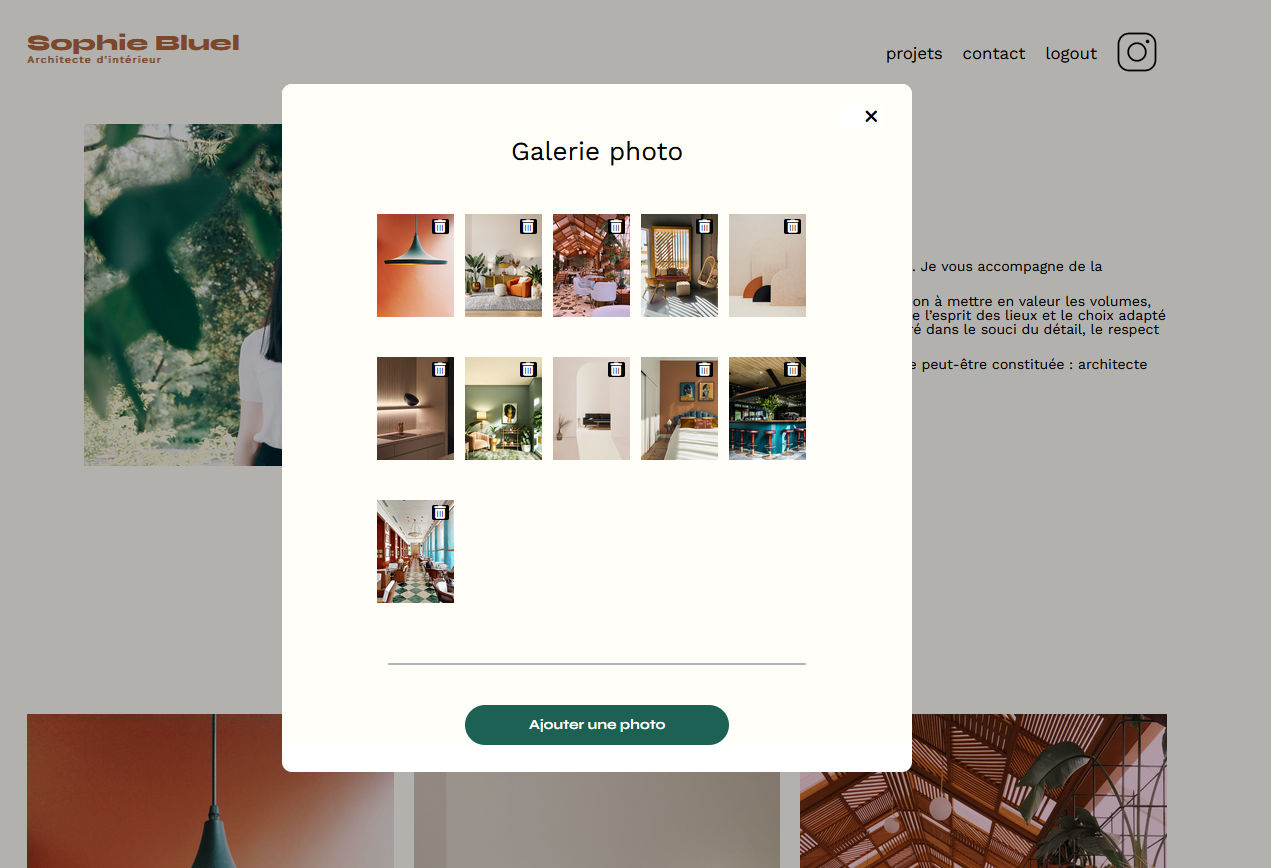 Sophie Bluel
Architecte d'intérieur
projets contact logout
Galerie photo
. Je vous accompagne de la
on à mettre en valeur les volumes,
e l'esprit des lieux et le choix adapté
ré dans le souci du détail, le respect
e peut-être constituée : architecte
Ajouter une photo